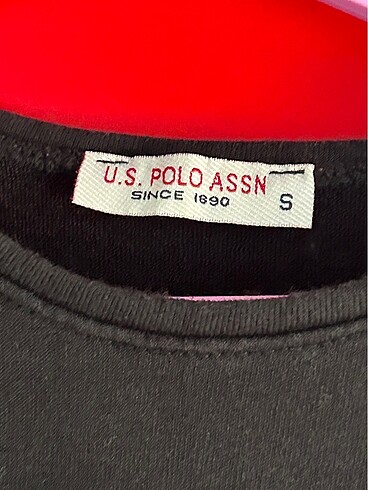 U.S. POLO ASSN
SINCE 1890
S